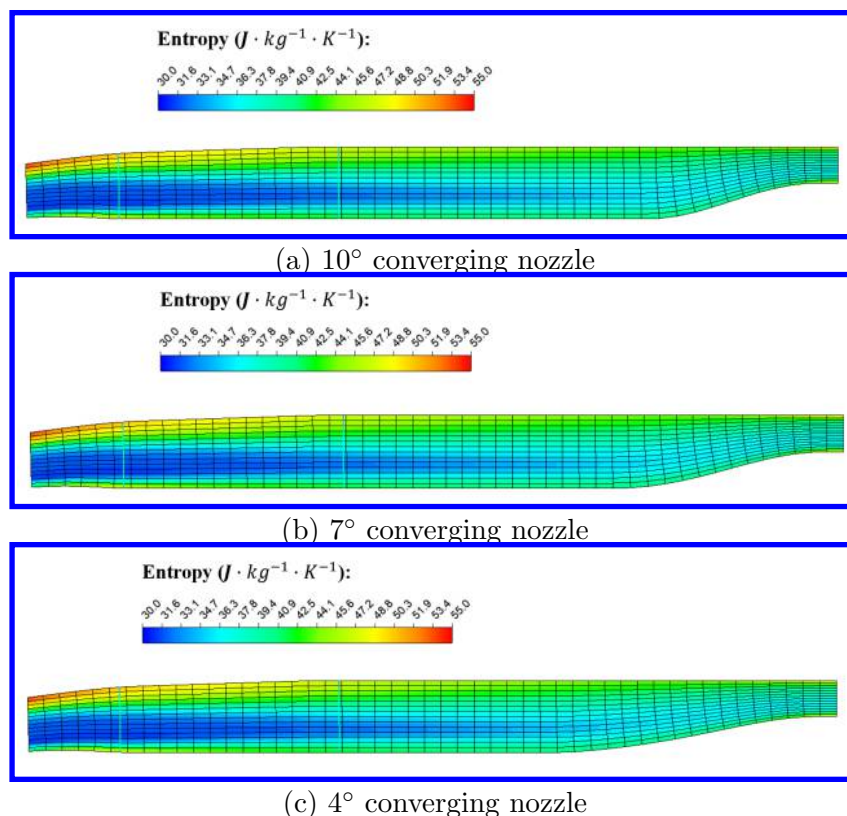 Entropy (J · kg⁻¹ · K⁻¹):
30.0 31.6 33.1 34.7 36.3 37.8 39.4 40.9 42.5 44.1 45.6 47.2 48.8 50.3 51.9 53.4 55.0
(a) 10° converging nozzle
Entropy (J · kg⁻¹ · K⁻¹):
30.0 31.6 33.1 34.7 36.3 37.8 39.4 40.9 42.5 44.1 45.6 47.2 48.8 50.3 51.9 53.4 55.0
(b) 7° converging nozzle
Entropy (J · kg⁻¹ · K⁻¹):
30.0 31.6 33.1 34.7 36.3 37.8 39.4 40.9 42.5 44.1 45.6 47.2 48.8 50.3 51.9 53.4 55.0
(c) 4° converging nozzle